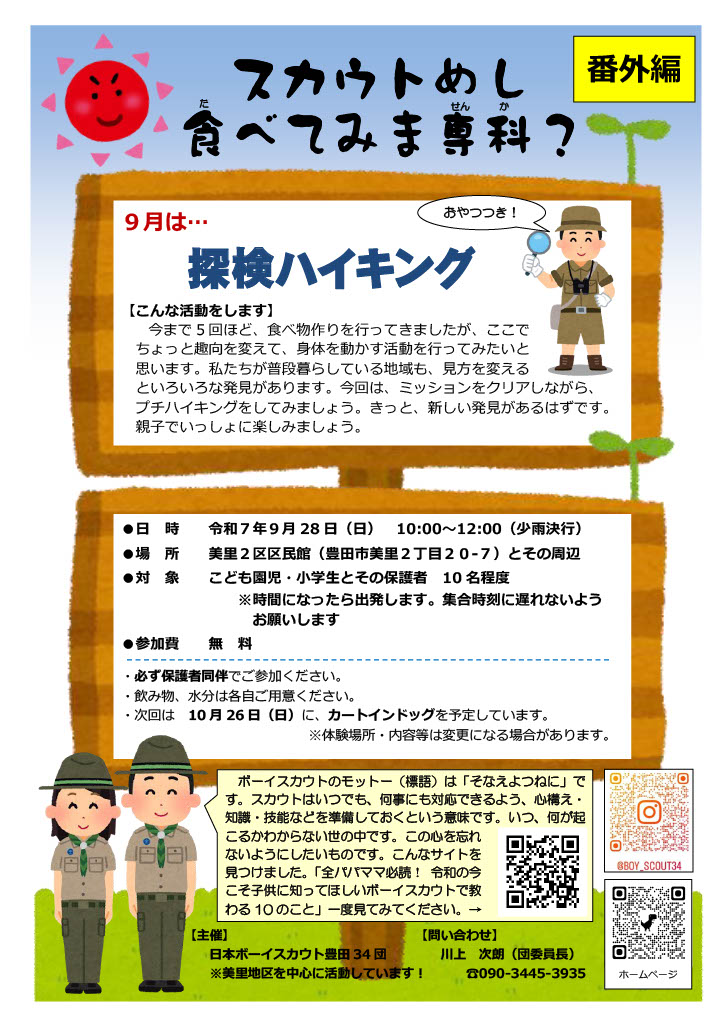 スカウトめし
番外編
食べてみま専科？
た
せん
か
９月は…
おやつつき！
探検ハイキング
【こんな活動をします】
今まで５回ほど、食べ物作りを行ってきましたが、ここで
ちょっと趣向を変えて、身体を動かす活動を行ってみたいと
思います。私たちが普段暮らしている地域も、見方を変える
といろいろな発見があります。今回は、ミッションをクリアしながら、
プチハイキングをしてみましょう。きっと、新しい発見があるはずです。
親子でいっしょに楽しみましょう。
●日　時　　令和７年９月 28 日（日）　10:00～12:00（少雨決行）
●場　所　　美里２区区民館（豊田市美里２丁目２０-７）とその周辺
●対　象　　こども園児・小学生とその保護者　10 名程度
※時間になったら出発します。集合時刻に遅れないよう
お願いします
●参加費　　無　料
・必ず保護者同伴でご参加ください。
・飲み物、水分は各自ご用意ください。
・次回は　10 月 26 日（日）に、カートインドッグを予定しています。
※体験場所・内容等は変更になる場合があります。
ボーイスカウトのモットー（標語）は「そなえよつねに」で
す。スカウトはいつでも、何事にも対応できるよう、心構え・
知識・技能などを準備しておくという意味です。いつ、何が起
こるかわからない世の中です。この心を忘れ
ないようにしたいものです。こんなサイトを
見つけました。「全パパママ必読！ 令和の今
こそ子供に知ってほしいボーイスカウトで教
わる 10 のこと」一度見てみてください。→
@BOY_SCOUT34
【主催】
日本ボーイスカウト豊田 34 団
※美里地区を中心に活動しています！
【問い合わせ】
川上　次朗（団委員長）
☎090-3445-3935
ホームページ